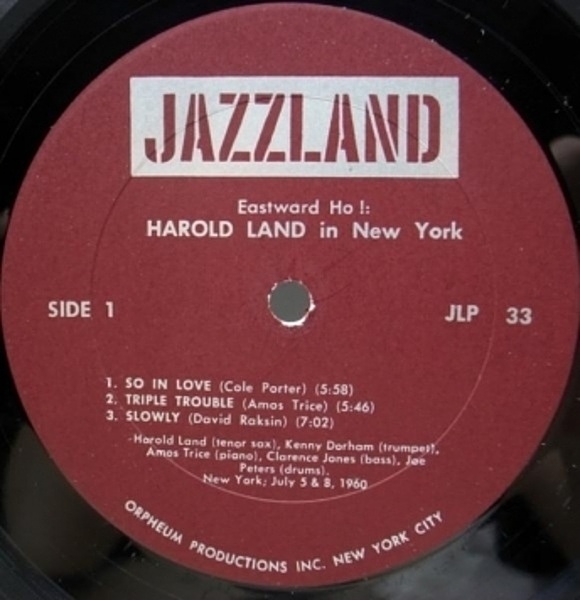 JAZZLAND
Eastward Ho!:
HAROLD LAND in New York
SIDE 1
JLP 33
1. SO IN LOVE (Cole Porter) (5:58)
2. TRIPLE TROUBLE (Amos Trice) (5:46)
3. SLOWLY (David Raksin) (7:02)
-Harold Land (tenor sax), Kenny Dorham (trumpet),
Amos Trice (piano), Clarence Jones (bass), Joe
Peters (drums).
New York; July 5 & 8, 1960
ORPHEUM PRODUCTIONS INC. NEW YORK CITY